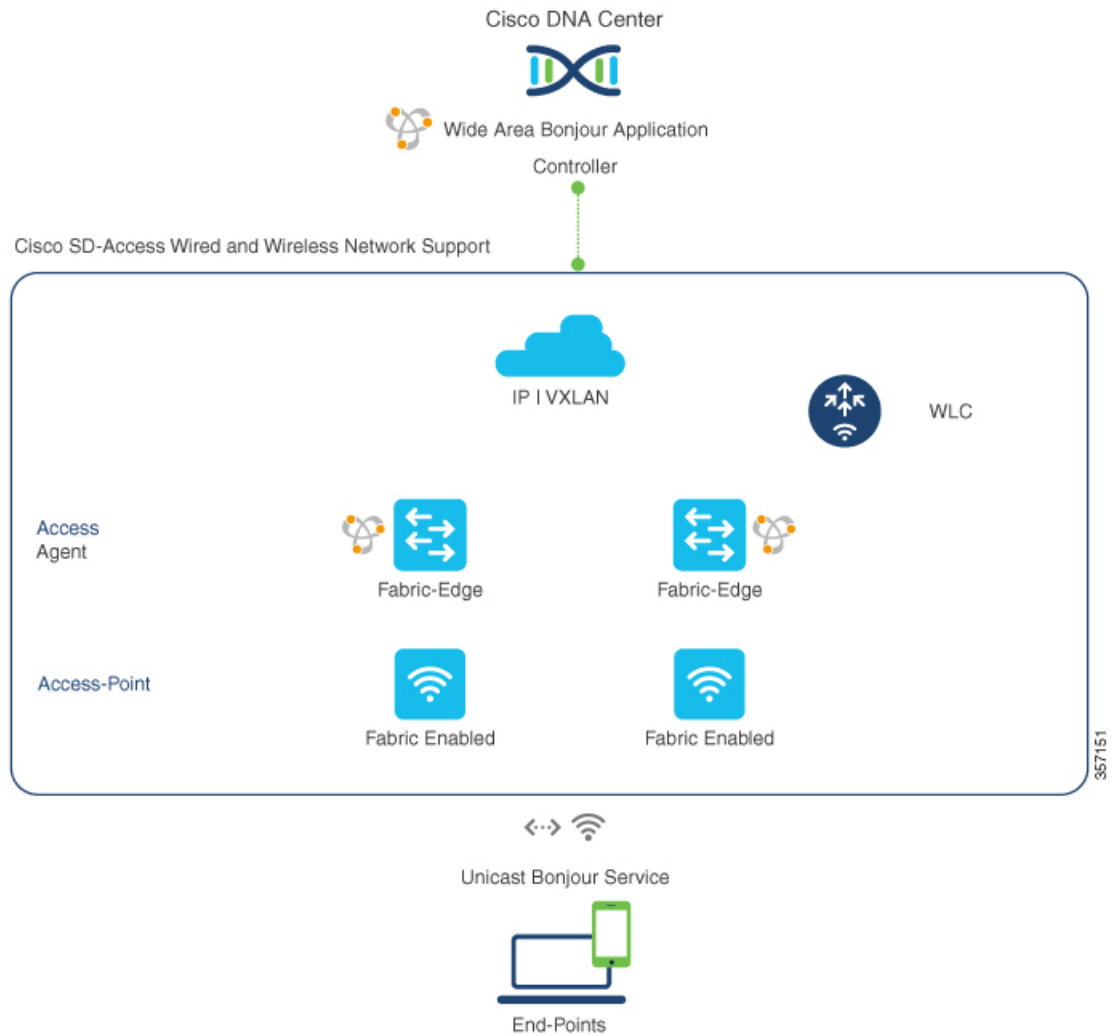 Cisco DNA Center
Wide Area Bonjour Application
Controller
Cisco SD-Access Wired and Wireless Network Support
IP | VXLAN
WLC
Access
Agent
Fabric-Edge
Fabric-Edge
Access-Point
Fabric Enabled
Fabric Enabled
357151
Unicast Bonjour Service
End-Points